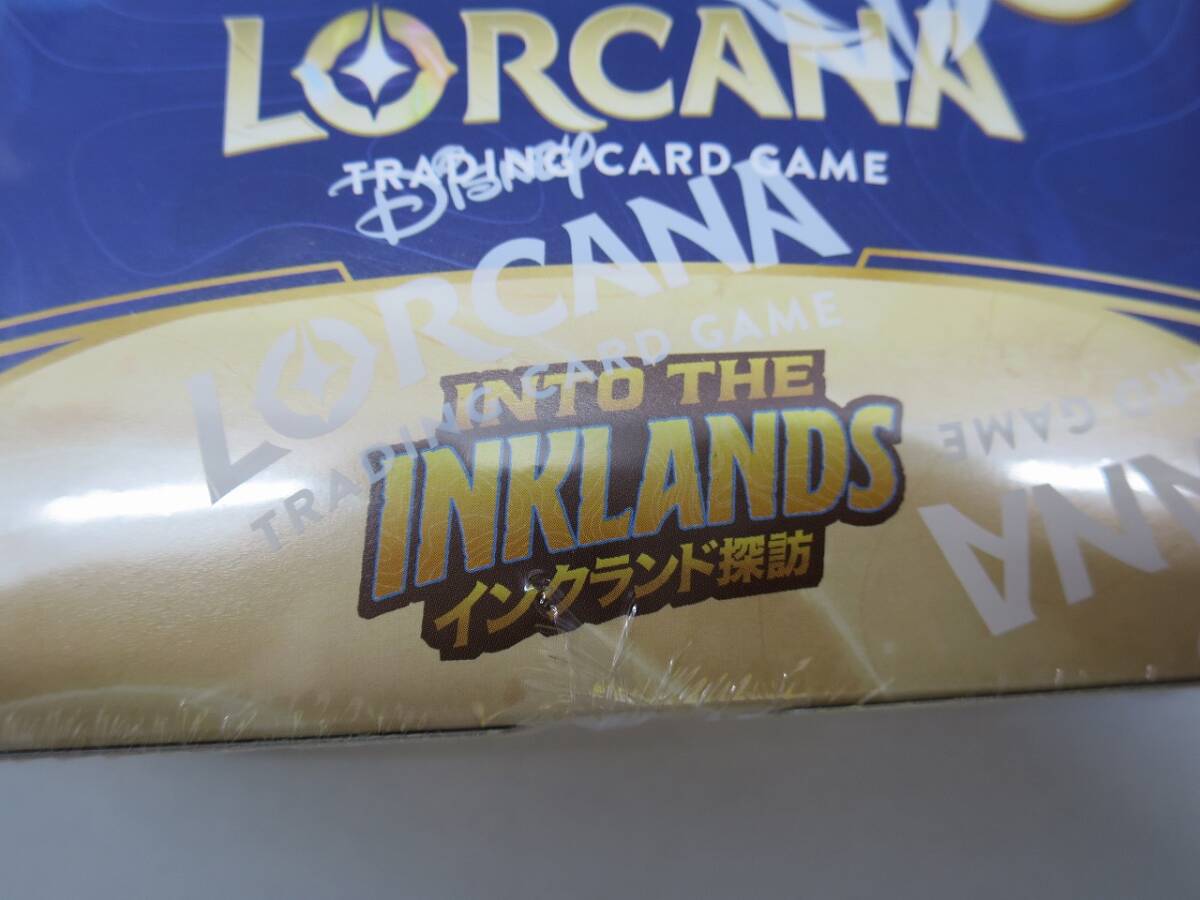 LORCANA
TRADING CARD GAME
DISNEY
LORCANA
TRADING CARD GAME
INTO THE
INKLANDS
インクランド探訪
GAME